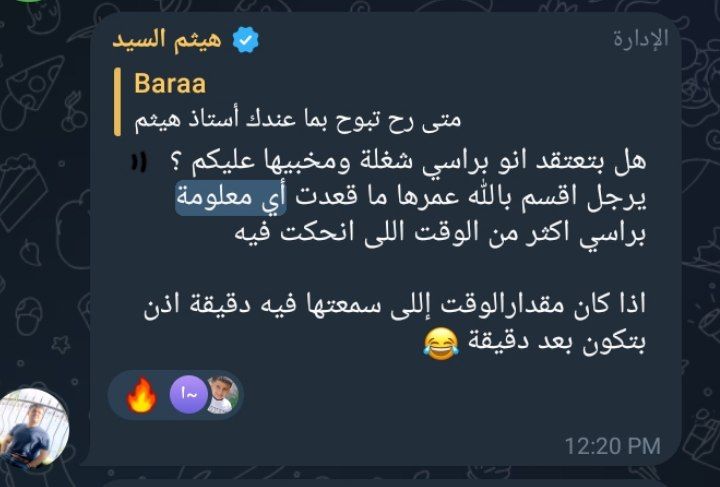 هيثم السيد
الإدارة
Baraa
متى رح تبوح بما عندك أستاذ هيثم
هل بتعتقد انو براسي شغلة ومخبيها عليكم ؟
يرجل اقسم بالله عمرها ما قعدت أي معلومة
براسي اكثر من الوقت اللى انحكت فيه
اذا كان مقدارالوقت إللى سمعتها فيه دقيقة اذن
بتكون بعد دقيقة 😂
🔥 ~ا
12:20 PM